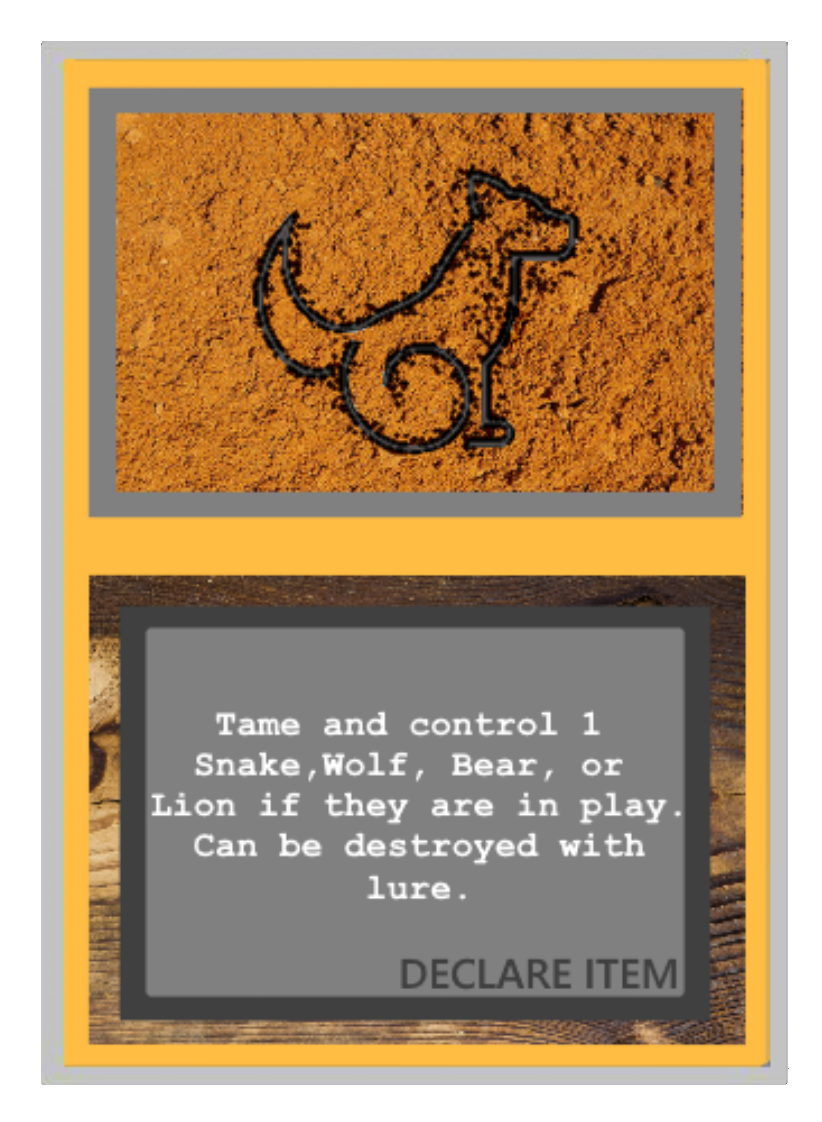 Tame and control 1
Snake,Wolf, Bear, or
Lion if they are in play.
Can be destroyed with
lure.
DECLARE ITEM